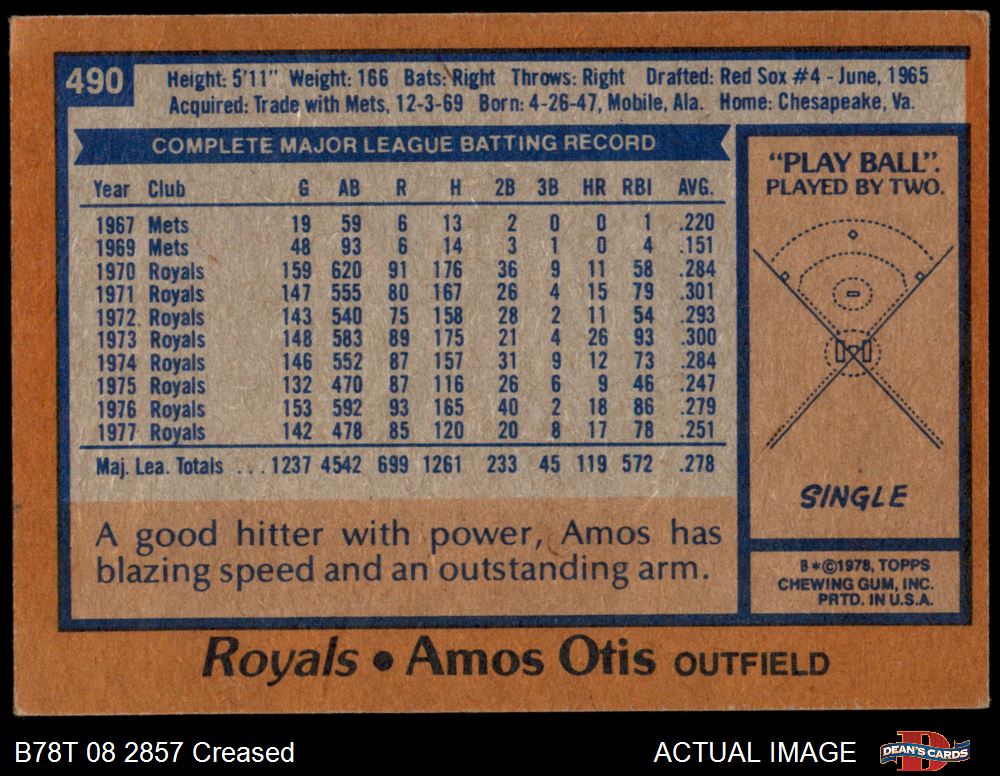 490
Height: 5'11" Weight: 166 Bats: Right Throws: Right Drafted: Red Sox #4 - June, 1965
Acquired: Trade with Mets, 12-3-69 Born: 4-26-47, Mobile, Ala. Home: Chesapeake, Va.
COMPLETE MAJOR LEAGUE BATTING RECORD
Year Club G AB R H 2B 3B HR RBI AVG.
1967 Mets 19 59 6 13 2 0 0 1 .220
1969 Mets 48 93 6 14 3 1 0 4 .151
1970 Royals 159 620 91 176 36 9 11 58 .284
1971 Royals 147 555 80 167 26 4 15 79 .301
1972 Royals 143 540 75 158 28 2 11 54 .293
1973 Royals 148 583 89 175 21 4 26 93 .300
1974 Royals 146 552 87 157 31 9 12 73 .284
1975 Royals 132 470 87 116 26 6 9 46 .247
1976 Royals 153 592 93 165 40 2 18 86 .279
1977 Royals 142 478 85 120 20 8 17 78 .251
Maj. Lea. Totals ... 1237 4542 699 1261 233 45 119 572 .278
A good hitter with power, Amos has
blazing speed and an outstanding arm.
"PLAY BALL".
PLAYED BY TWO.
SINGLE
B*©1978, TOPPS
CHEWING GUM, INC.
PRTD. IN U.S.A.
Royals • Amos Otis OUTFIELD
B78T 08 2857 Creased
ACTUAL IMAGE
DEAN'S CARDS